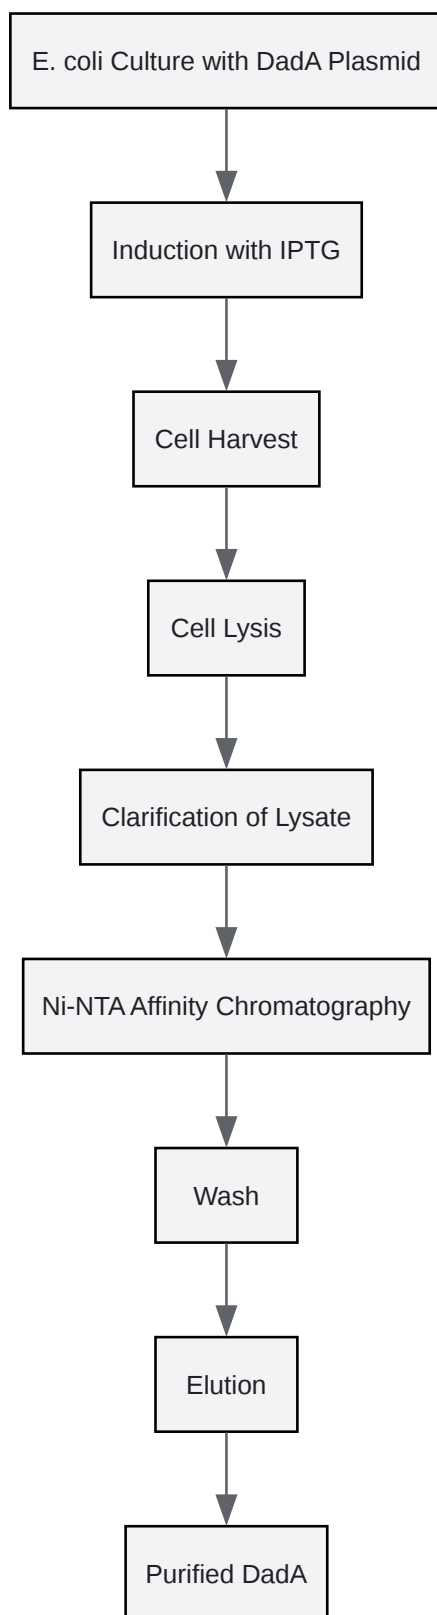 E. coli Culture with DadA Plasmid
Induction with IPTG
Cell Harvest
Cell Lysis
Clarification of Lysate
Ni-NTA Affinity Chromatography
Wash
Elution
Purified DadA